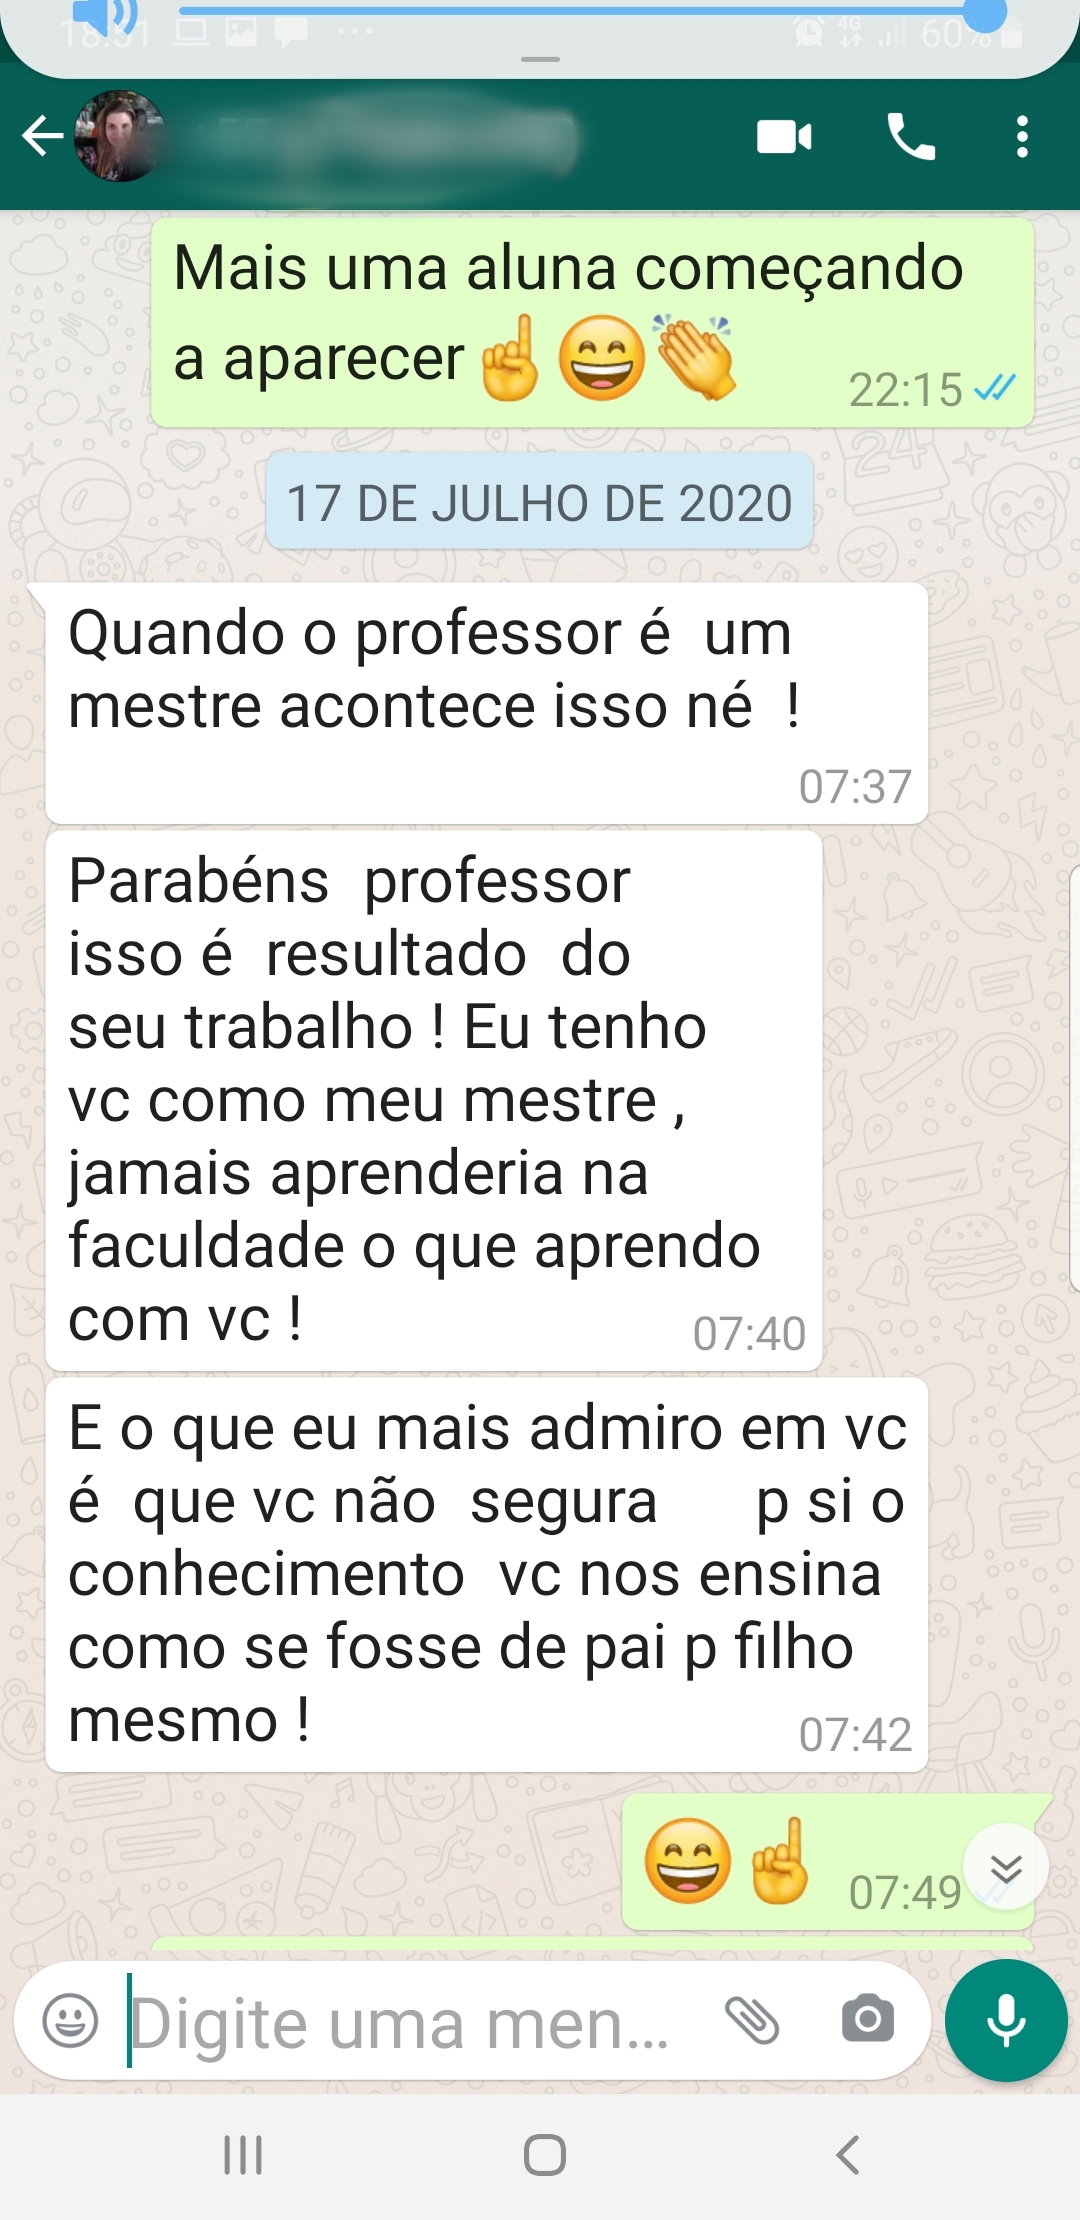 18:51
4G
60%
Mais uma aluna começando
a aparecer☝😄👏
22:15
17 DE JULHO DE 2020
Quando o professor é  um
mestre acontece isso né  !
07:37
Parabéns  professor
isso é  resultado  do
seu trabalho ! Eu tenho
vc como meu mestre ,
jamais aprenderia na
faculdade o que aprendo
com vc !
07:40
E o que eu mais admiro em vc
é  que vc não  segura      p si o
conhecimento  vc nos ensina
como se fosse de pai p filho
mesmo !
07:42
😄☝
07:49
Digite uma men...